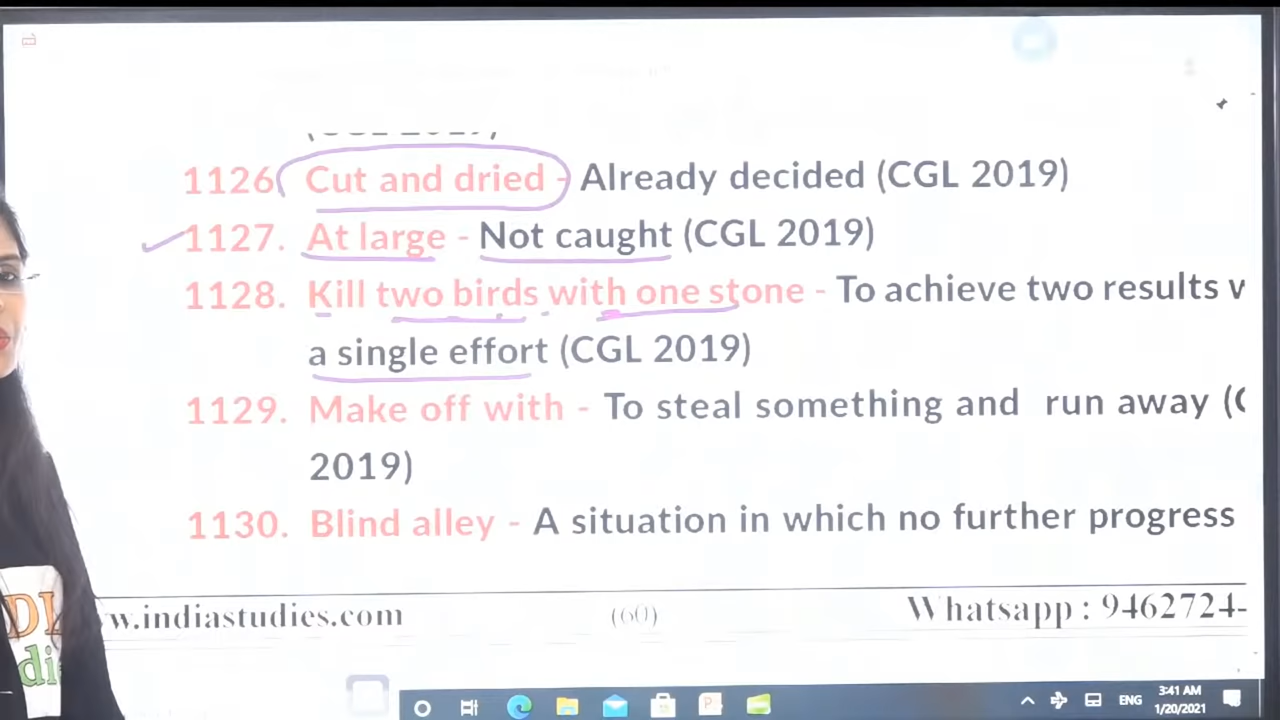 1126. Cut and dried - Already decided (CGL 2019)
1127. At large - Not caught (CGL 2019)
1128. Kill two birds with one stone - To achieve two results
a single effort (CGL 2019)
1129. Make off with - To steal something and run away
2019)
1130. Blind alley - A situation in which no further progress
w.indiastudies.com (60) Whatsapp : 9462724-
ENG 3:41 AM
1/20/2021